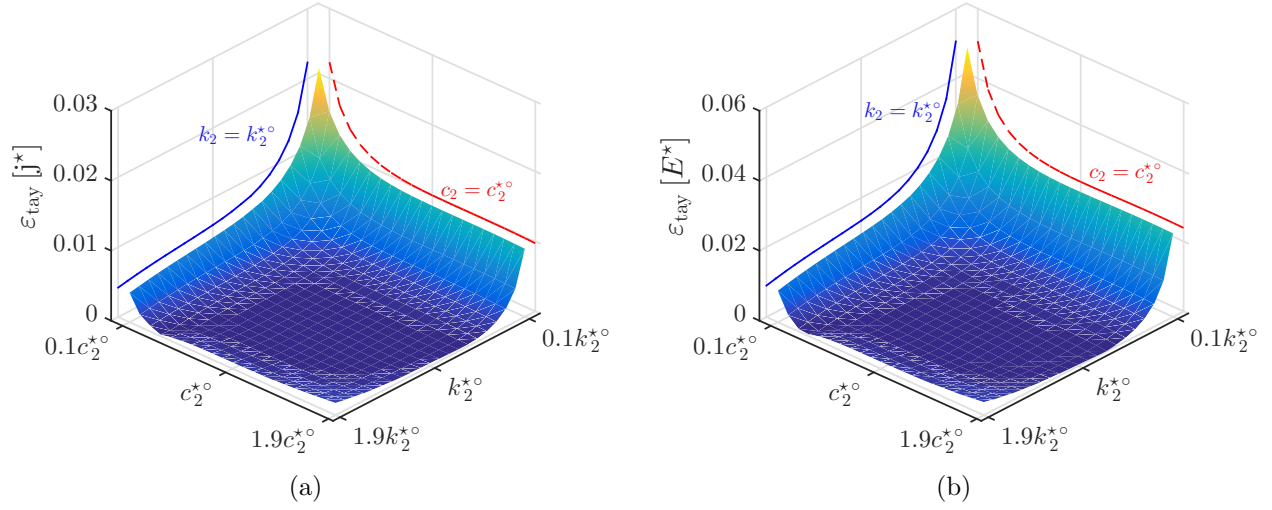 0.03
0.02
0.01
0
ε_tay [j^⋆]
k_2 = k_2^{⋆∘}
c_2 = c_2^{⋆∘}
0.1c_2^{⋆∘}
c_2^{⋆∘}
1.9c_2^{⋆∘}
1.9k_2^{⋆∘}
k_2^{⋆∘}
0.1k_2^{⋆∘}
(a)
0.06
0.04
0.02
0
ε_tay [E^⋆]
k_2 = k_2^{⋆∘}
c_2 = c_2^{⋆∘}
0.1c_2^{⋆∘}
c_2^{⋆∘}
1.9c_2^{⋆∘}
1.9k_2^{⋆∘}
k_2^{⋆∘}
0.1k_2^{⋆∘}
(b)